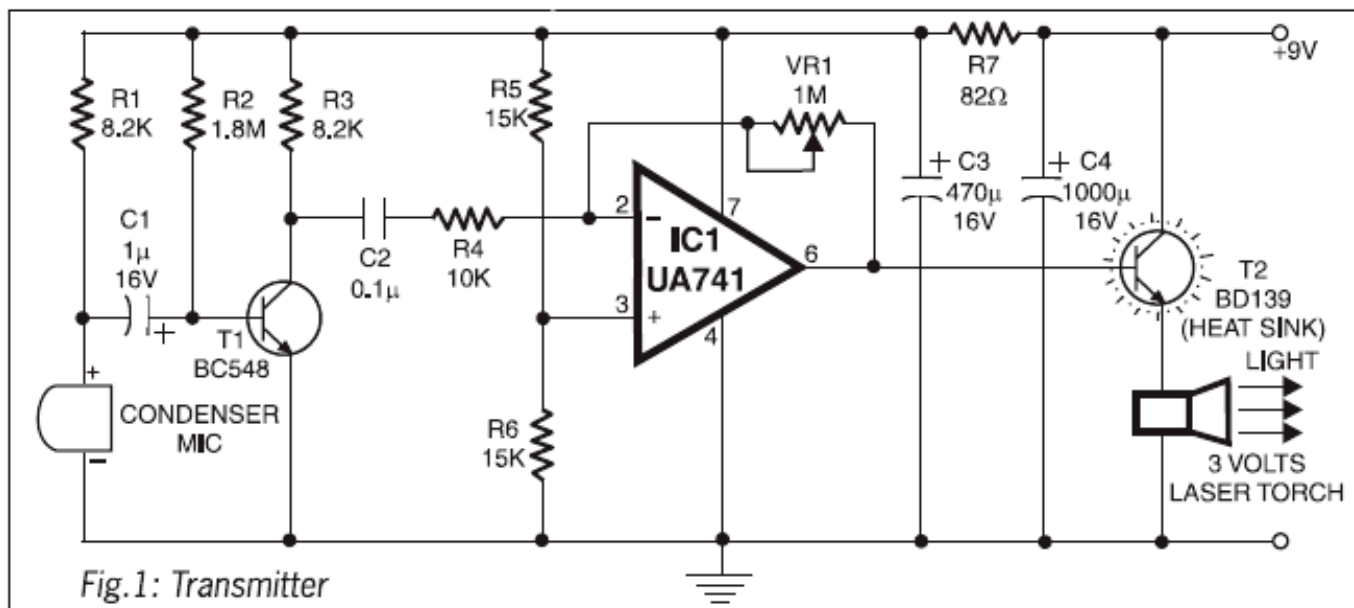 R1
8.2K
R2
1.8M
R3
8.2K
R5
15K
VR1
1M
R7
82Ω
+9V
C1
1µ
16V
+
T1
BC548
C2
0.1µ
R4
10K
2
−
7
IC1
UA741
6
3
+
4
+ C3
470µ
16V
+ C4
1000µ
16V
T2
BD139
(HEAT SINK)
LIGHT
+
CONDENSER
MIC
−
R6
15K
3 VOLTS
LASER TORCH
Fig.1: Transmitter